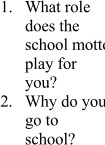 1. What role
does the
school motto
play for
you?
2. Why do you
go to
school?